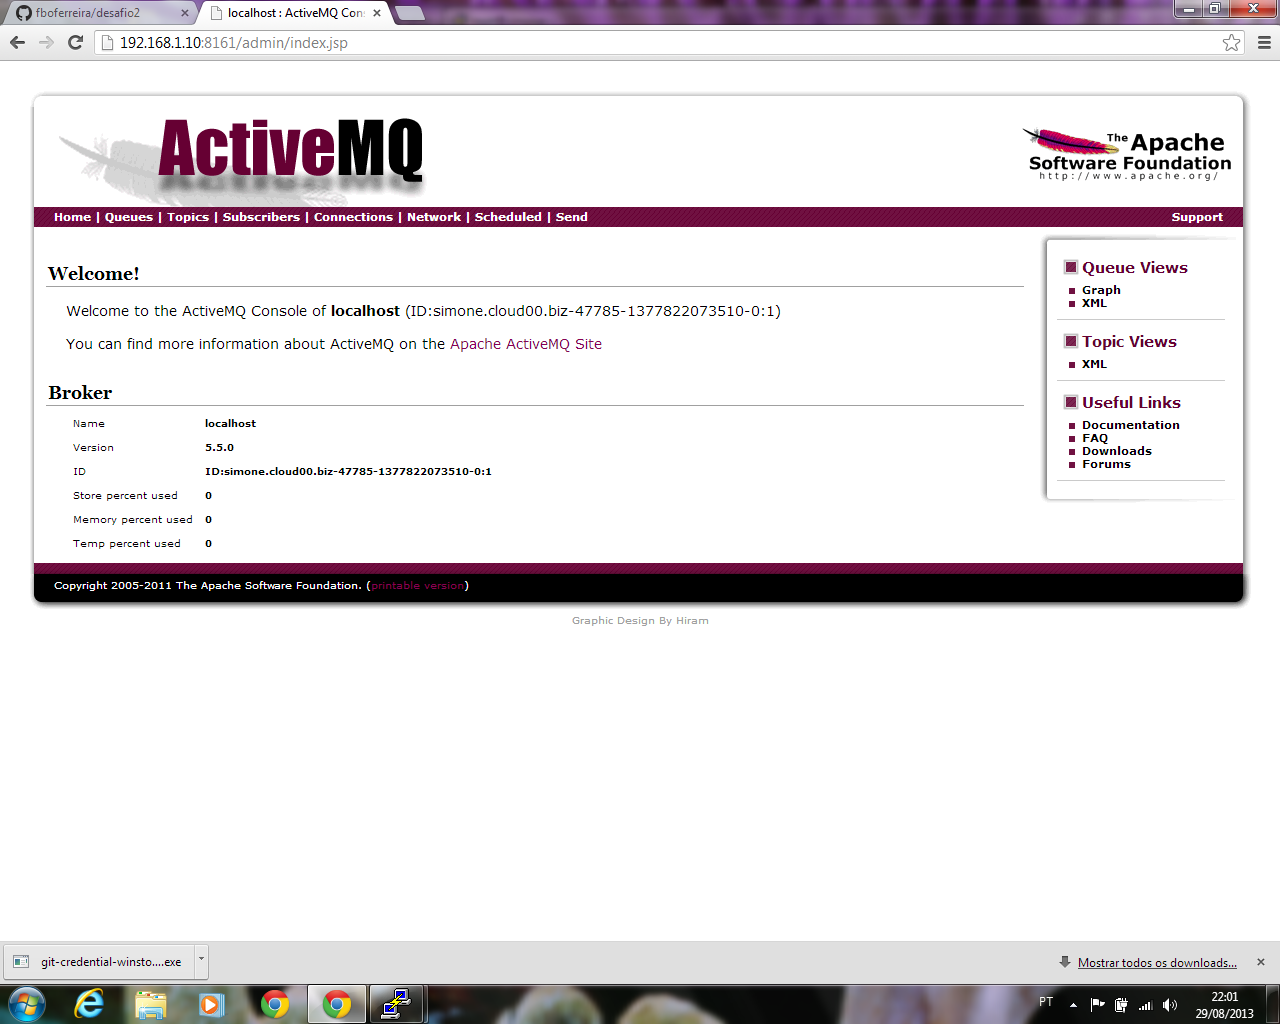 fboferreira/desafio2
localhost : ActiveMQ Con
192.168.1.10:8161/admin/index.jsp
ActiveMQ
The Apache
Software Foundation
http://www.apache.org/
Home | Queues | Topics | Subscribers | Connections | Network | Scheduled | Send
Support
Welcome!
Welcome to the ActiveMQ Console of localhost (ID:simone.cloud00.biz-47785-1377822073510-0:1)
You can find more information about ActiveMQ on the Apache ActiveMQ Site
Broker
Name localhost
Version 5.5.0
ID ID:simone.cloud00.biz-47785-1377822073510-0:1
Store percent used 0
Memory percent used 0
Temp percent used 0
Queue Views
Graph
XML
Topic Views
XML
Useful Links
Documentation
FAQ
Downloads
Forums
Copyright 2005-2011 The Apache Software Foundation. (printable version)
Graphic Design By Hiram
git-credential-winsto....exe
Mostrar todos os downloads...
PT
22:01
29/08/2013